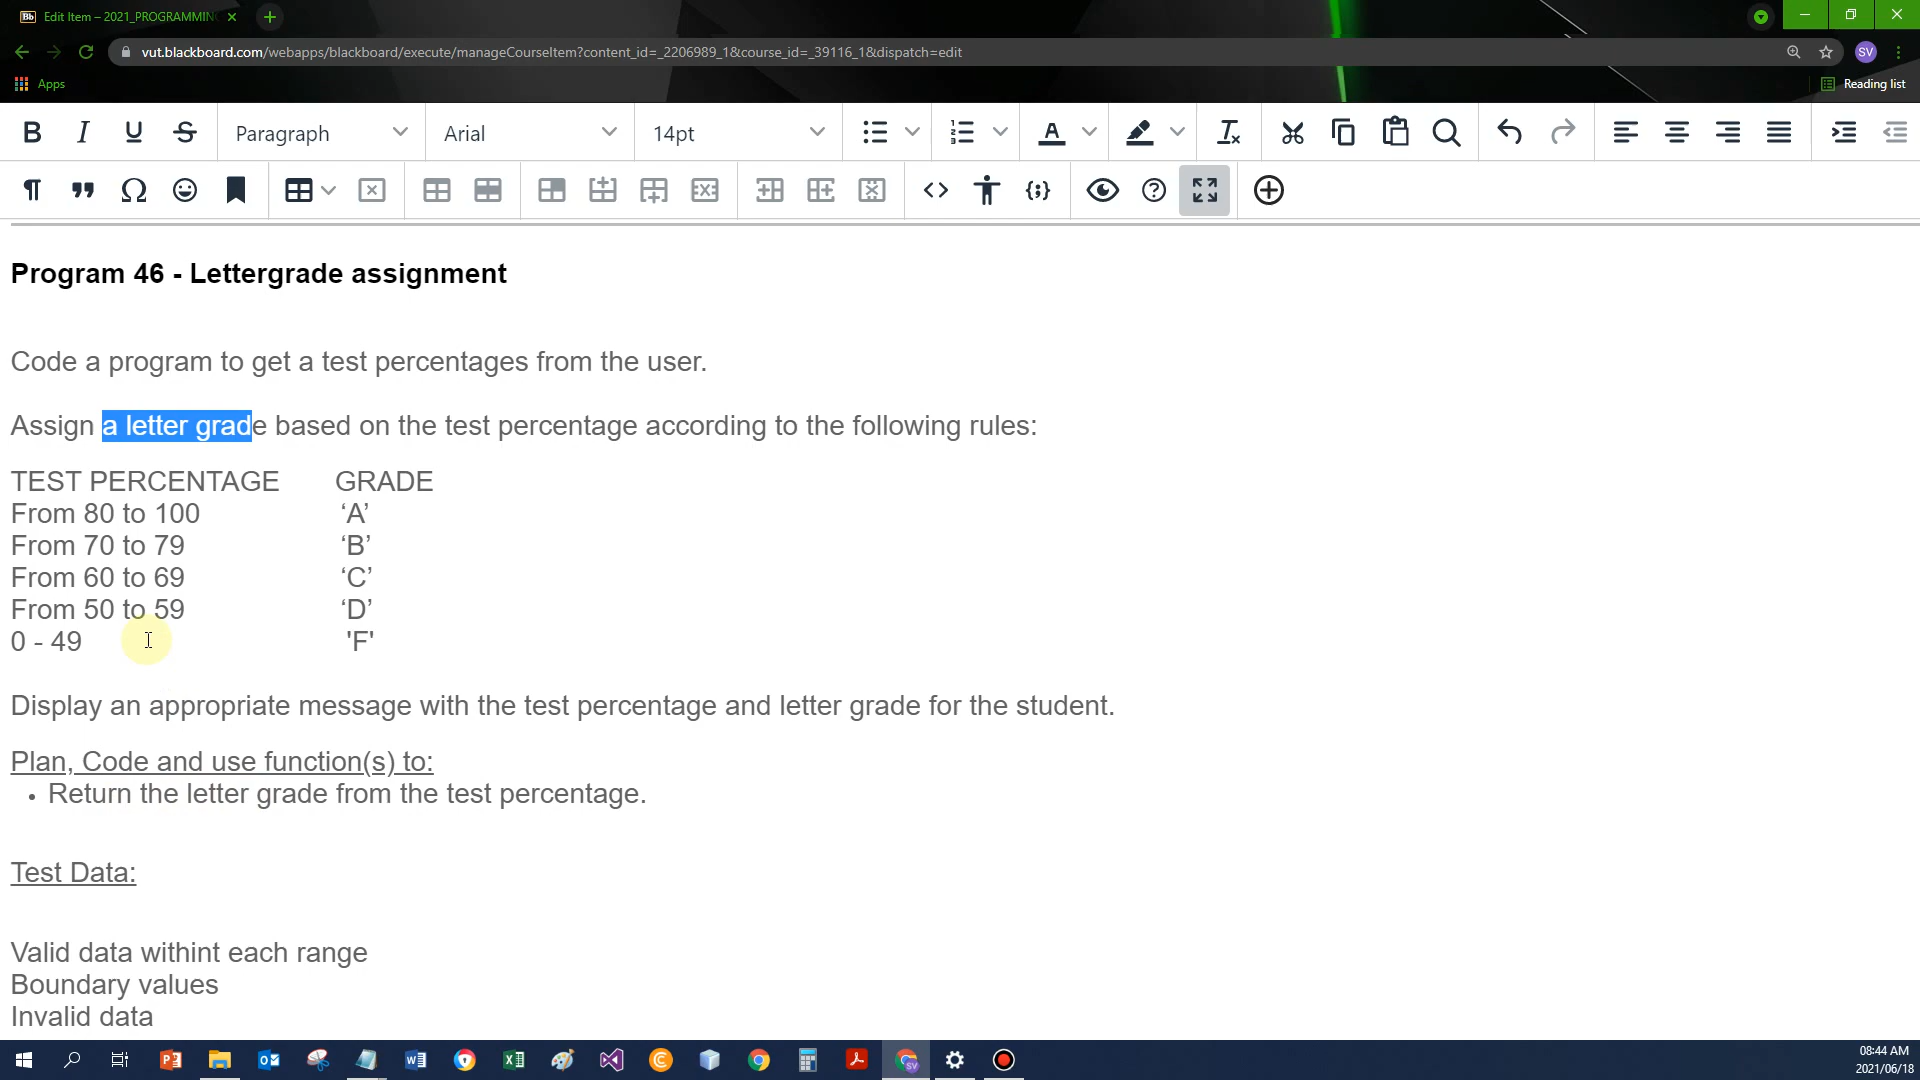 Edit Item – 2021_PROGRAMMIN
vut.blackboard.com/webapps/blackboard/execute/manageCourseItem?content_id=_2206989_1&course_id=_39116_1&dispatch=edit
SV
Apps
Reading list
Paragraph
Arial
14pt
Program 46 - Lettergrade assignment
Code a program to get a test percentages from the user.
Assign a letter grade based on the test percentage according to the following rules:
TEST PERCENTAGE GRADE
From 80 to 100 ‘A’
From 70 to 79 ‘B’
From 60 to 69 ‘C’
From 50 to 59 ‘D’
0 - 49 'F'
Display an appropriate message with the test percentage and letter grade for the student.
Plan, Code and use function(s) to:
• Return the letter grade from the test percentage.
Test Data:
Valid data withint each range
Boundary values
Invalid data
08:44 AM
2021/06/18